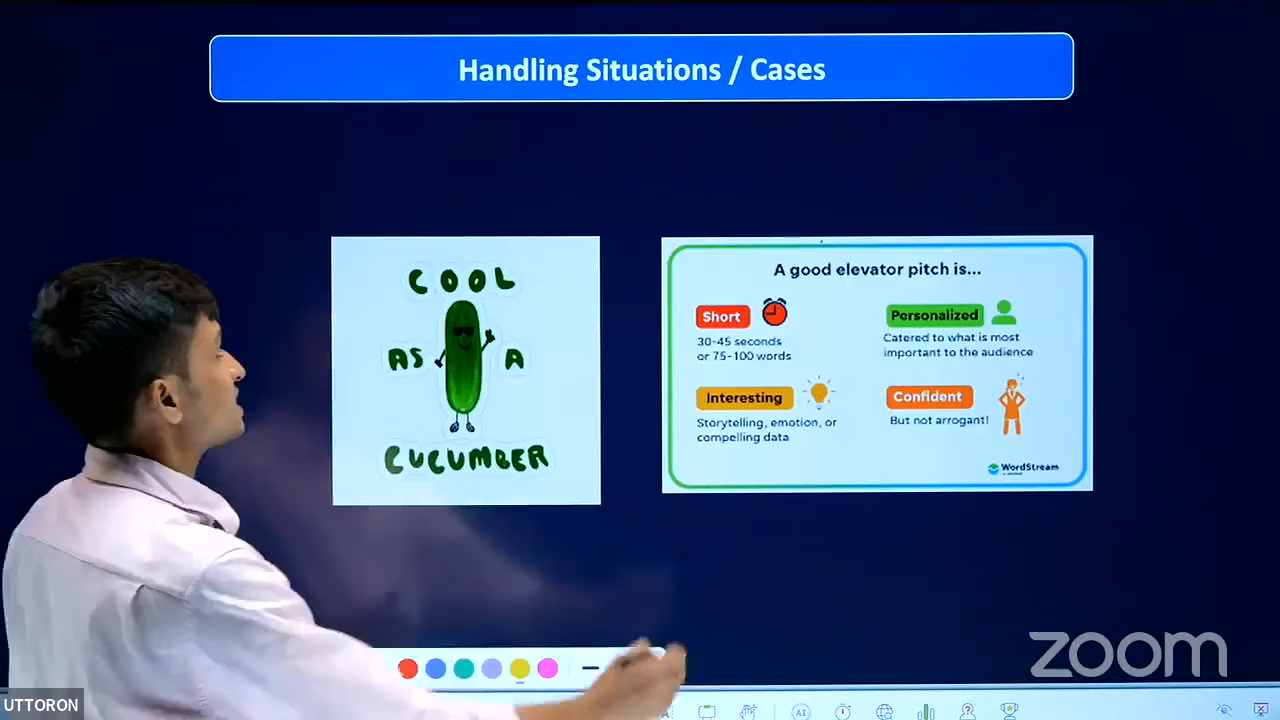 Handling Situations / Cases
COOL
AS A
CUCUMBER
A good elevator pitch is...
Short
30-45 seconds
or 75-100 words
Personalized
Catered to what is most
important to the audience
Interesting
Storytelling, emotion, or
compelling data
Confident
But not arrogant!
WordStream
zoom
UTTORON
AI